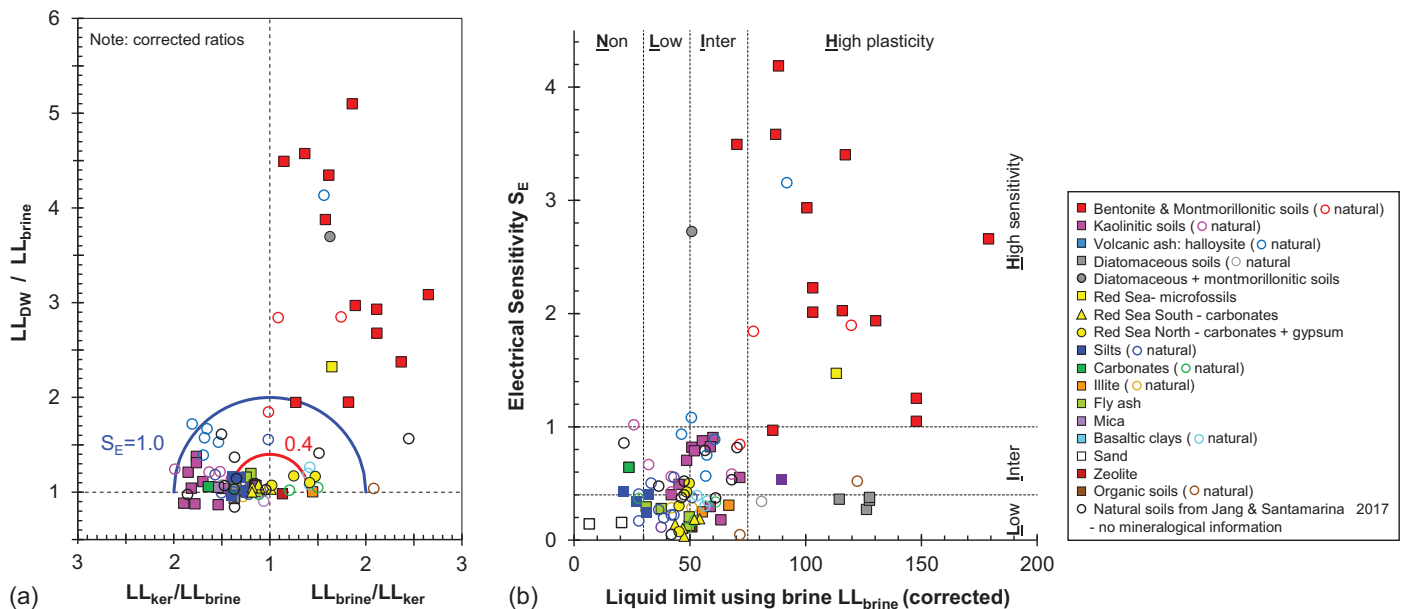 6
5
4
3
2
1
0
3
2
1
2
3
Note: corrected ratios
S_E=1.0
0.4
LL_DW / LL_brine
LL_ker/LL_brine
LL_brine/LL_ker
(a)
Non
Low
Inter
High plasticity
4
3
2
1
0
0
50
100
150
200
Electrical Sensitivity S_E
High sensitivity
Inter
Low
(b)
Liquid limit using brine LL_brine (corrected)
Bentonite & Montmorillonitic soils ( natural)
Kaolinitic soils ( natural)
Volcanic ash: halloysite ( natural)
Diatomaceous soils ( natural
Diatomaceous + montmorillonitic soils
Red Sea- microfossils
Red Sea South - carbonates
Red Sea North - carbonates + gypsum
Silts ( natural)
Carbonates ( natural)
Illite ( natural)
Fly ash
Mica
Basaltic clays ( natural)
Sand
Zeolite
Organic soils ( natural)
Natural soils from Jang & Santamarina 2017
- no mineralogical information